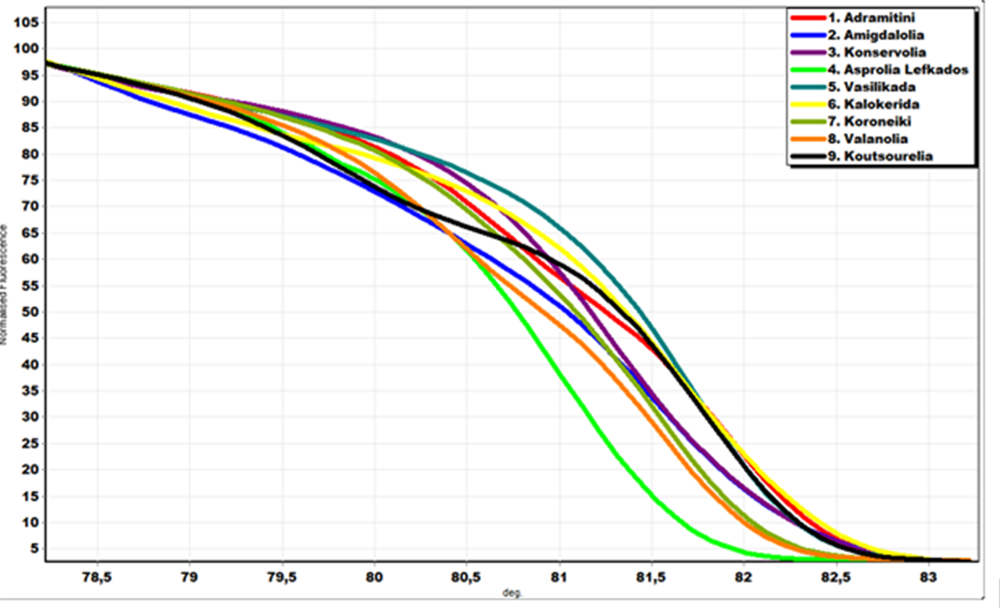 105
100
95
90
85
80
75
70
65
60
55
50
45
40
35
30
25
20
15
10
5
Normalised Fluorescence
1. Adramitini
2. Amigdalolia
3. Konservolia
4. Asprolia Lefkados
5. Vasilikada
6. Kalokerida
7. Koroneiki
8. Valanolia
9. Koutsourelia
78,5 79 79,5 80 80,5 81 81,5 82 82,5 83
deg.